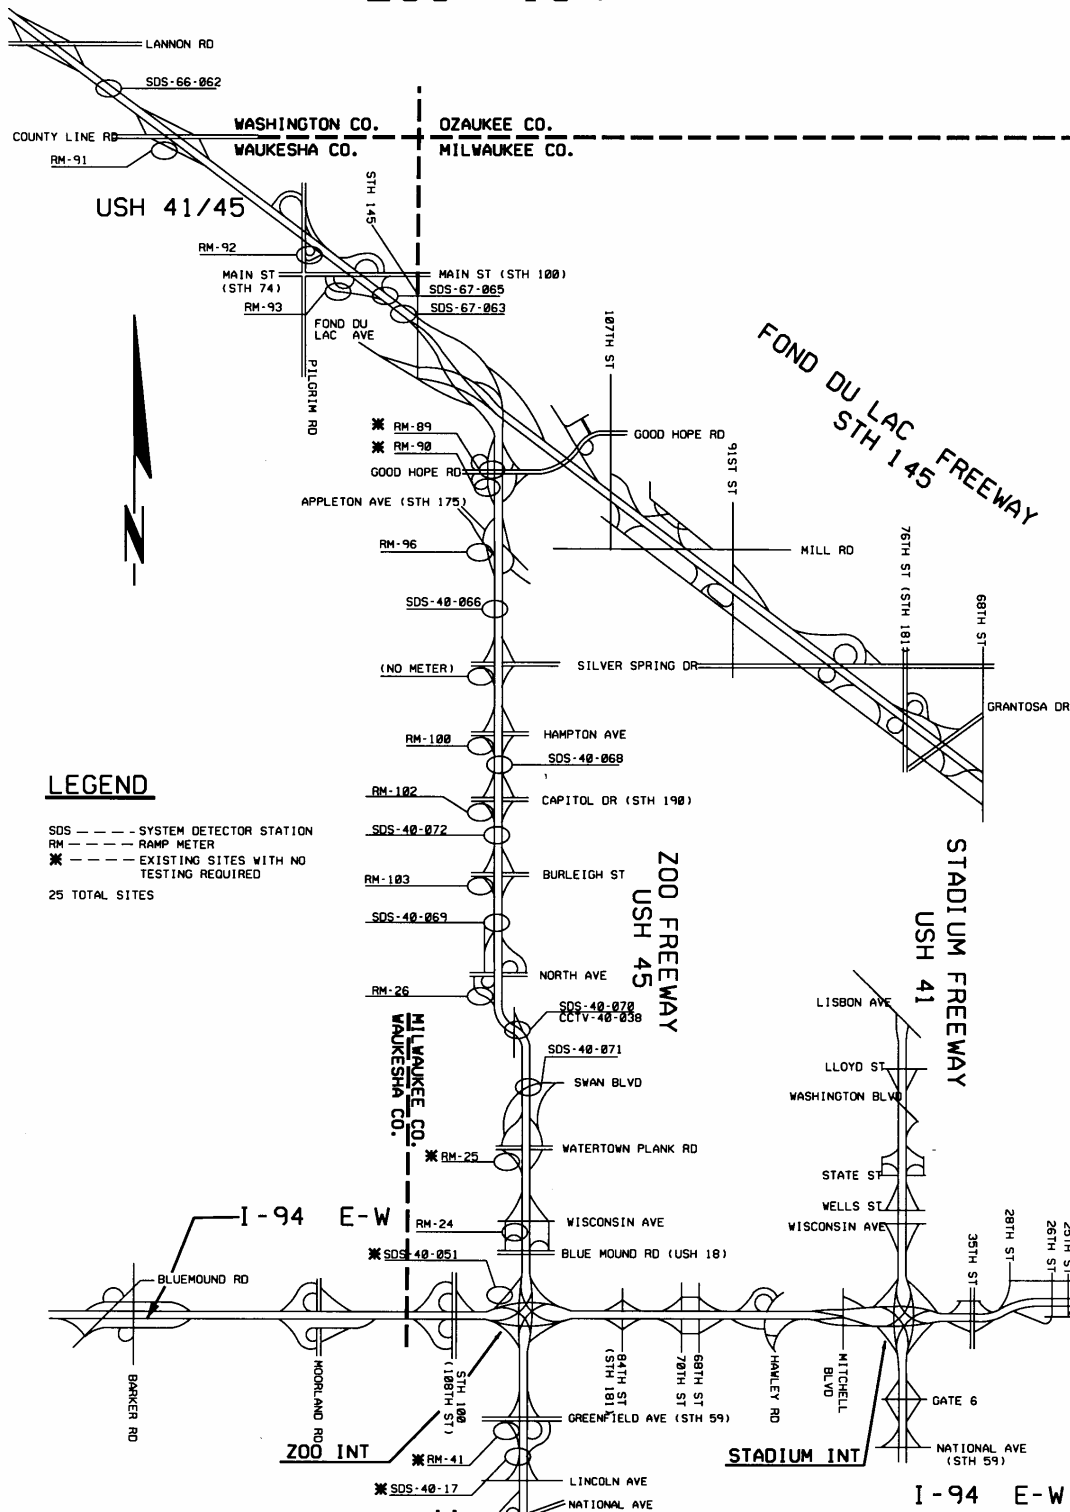 LANNON RD
SDS-66-062
COUNTY LINE RD
RM-91
WASHINGTON CO.
OZAUKEE CO.
WAUKESHA CO.
MILWAUKEE CO.
USH 41/45
STH 145
RM-92
MAIN ST
(STH 74)
MAIN ST (STH 100)
SDS-67-065
RM-93
SDS-67-063
FOND DU
LAC AVE
PILGRIM RD
107TH ST
FOND DU LAC FREEWAY
STH 145
✱ RM-89
✱ RM-90
GOOD HOPE RD
GOOD HOPE RD
91ST ST
APPLETON AVE (STH 175)
N
RM-96
MILL RD
76TH ST (STH 181)
68TH ST
SDS-40-066
(NO METER)
SILVER SPRING DR
GRANTOSA DR
RM-100
HAMPTON AVE
SDS-40-068
LEGEND
SDS ---- SYSTEM DETECTOR STATION
RM ---- RAMP METER
✱ ---- EXISTING SITES WITH NO
TESTING REQUIRED
25 TOTAL SITES
RM-102
CAPITOL DR (STH 190)
SDS-40-072
RM-103
BURLEIGH ST
SDS-40-069
ZOO FREEWAY
USH 45
STADIUM FREEWAY
USH 41
NORTH AVE
RM-26
SDS-40-070
CCTV-40-038
LISBON AVE
MILWAUKEE CO.
WAUKESHA CO.
SDS-40-071
SWAN BLVD
LLOYD ST
WASHINGTON BLVD
✱ RM-25
WATERTOWN PLANK RD
STATE ST
WELLS ST
I-94 E-W
RM-24
WISCONSIN AVE
WISCONSIN AVE
✱ SDS-40-051
BLUE MOUND RD (USH 18)
35TH ST
28TH ST
26TH ST
25TH ST
BLUEMOUND RD
BARKER RD
MOORLAND RD
STH 100
(108TH ST)
84TH ST
(STH 181)
70TH ST
68TH ST
HAWLEY RD
MITCHELL
BLVD
GATE 6
GREENFIELD AVE (STH 59)
ZOO INT
✱ RM-41
STADIUM INT
NATIONAL AVE
(STH 59)
✱ SDS-40-17
LINCOLN AVE
I-94 E-W
NATIONAL AVE